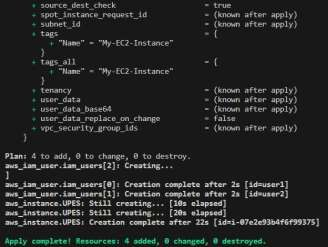 + source_dest_check = true
+ spot_instance_request_id = (known after apply)
+ subnet_id = (known after apply)
+ tags = {
+ "Name" = "My-EC2-Instance"
}
+ tags_all = {
+ "Name" = "My-EC2-Instance"
}
+ tenancy = (known after apply)
+ user_data = (known after apply)
+ user_data_base64 = (known after apply)
+ user_data_replace_on_change = false
+ vpc_security_group_ids = (known after apply)
}
Plan: 4 to add, 0 to change, 0 to destroy.
aws_iam_user.iam_users[2]: Creating...
]
aws_iam_user.iam_users[0]: Creation complete after 2s [id=user1]
aws_iam_user.iam_users[1]: Creation complete after 2s [id=user2]
aws_instance.UPES: Still creating... [10s elapsed]
aws_instance.UPES: Still creating... [20s elapsed]
aws_instance.UPES: Creation complete after 22s [id=i-07e2e93b4f6f99375]
Apply complete! Resources: 4 added, 0 changed, 0 destroyed.